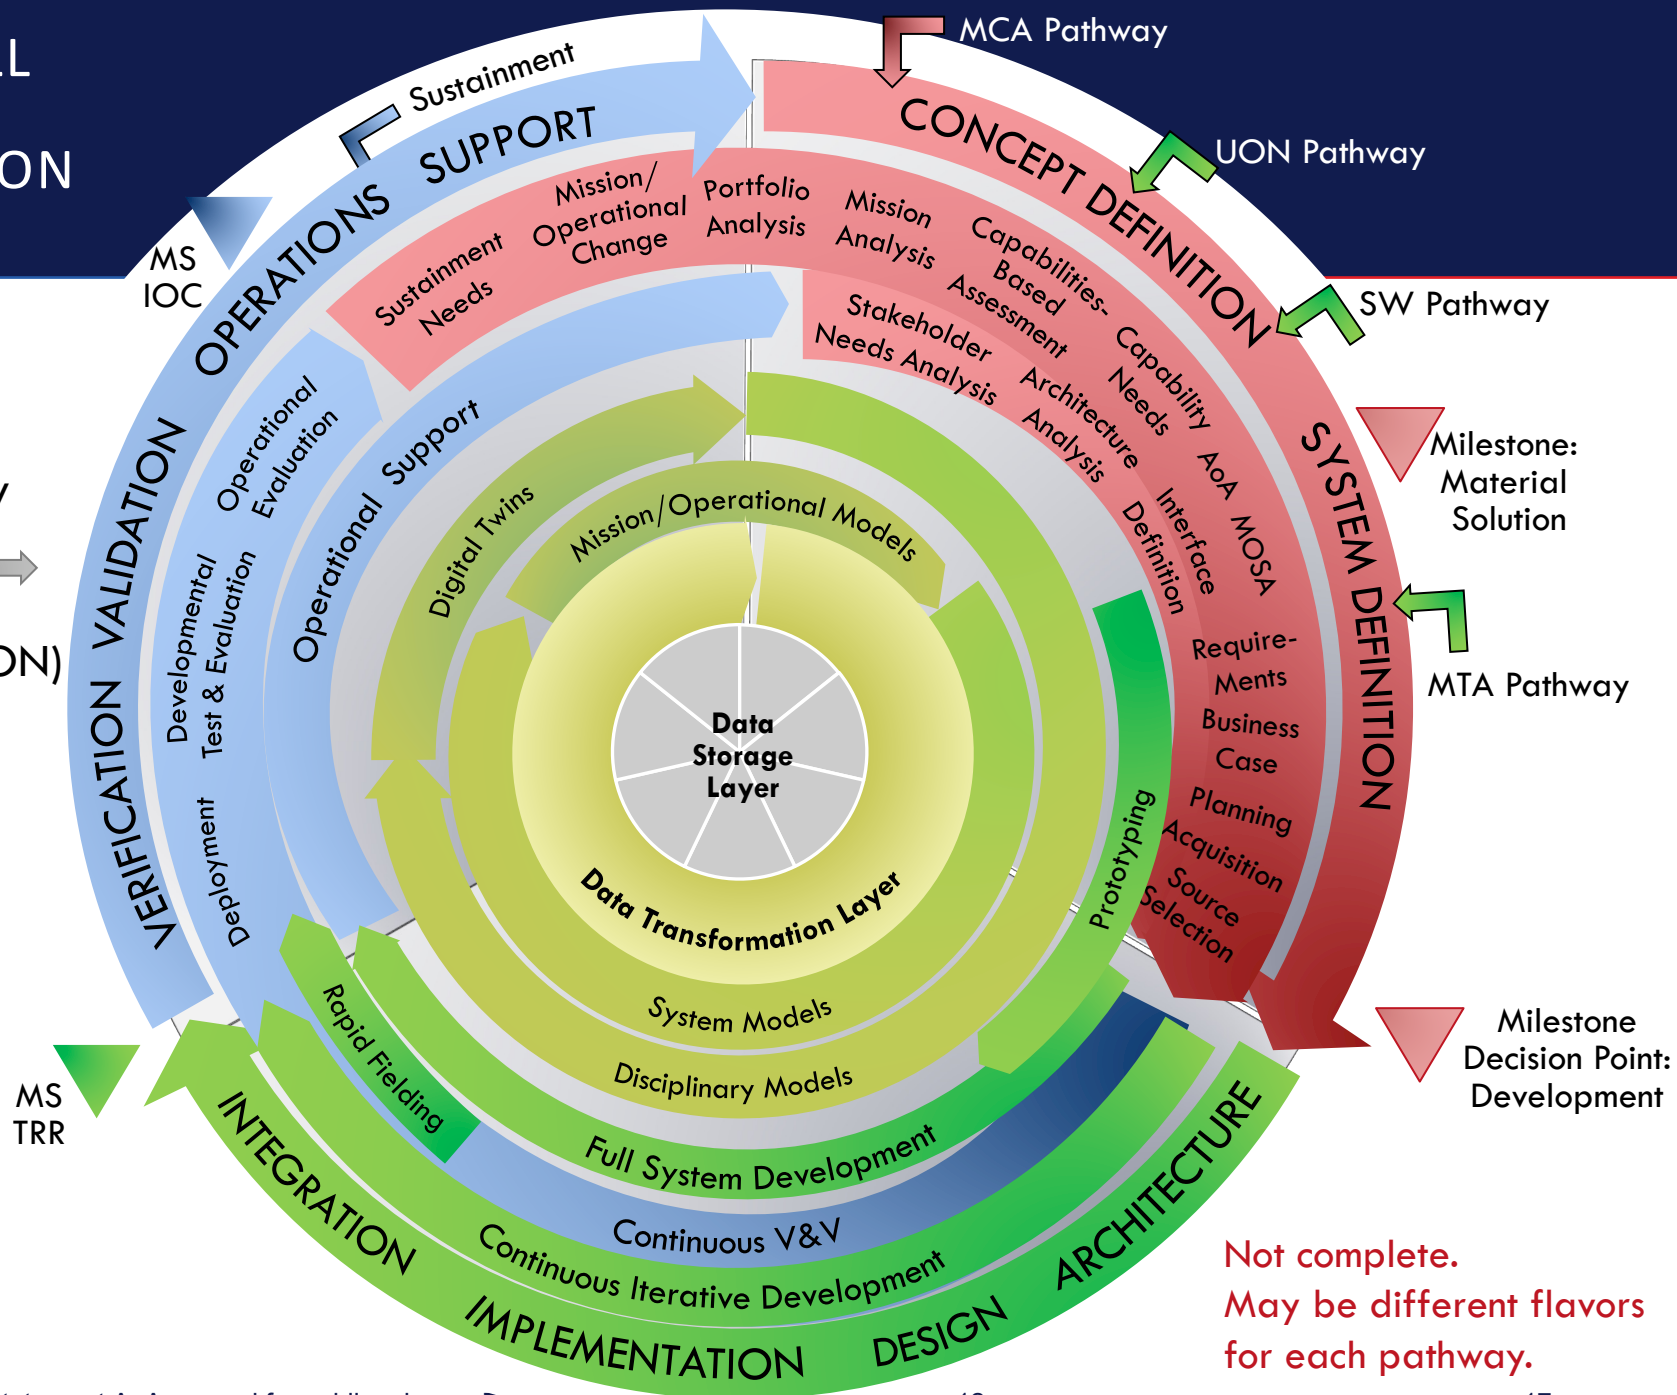 MCA Pathway
Sustainment
UON Pathway
SW Pathway
MS
IOC
Milestone:
Material
Solution
MTA Pathway
Milestone
Decision Point:
Development
MS
TRR
CONCEPT DEFINITION
SYSTEM DEFINITION
ARCHITECTURE
DESIGN
IMPLEMENTATION
INTEGRATION
VERIFICATION VALIDATION
OPERATIONS SUPPORT
Sustainment
Needs
Mission/
Operational
Change
Portfolio
Analysis
Mission
Analysis
Capabilities-
Based
Assessment
Capability
Needs
AoA
MOSA
Require-
Ments
Business
Case
Planning
Acquisition
Source
Selection
Stakeholder
Needs Analysis
Architecture
Analysis
Interface
Definition
Prototyping
Operational
Evaluation
Developmental
Test & Evaluation
Deployment
Operational Support
Rapid Fielding
Full System Development
Continuous V&V
Continuous Iterative Development
Digital Twins
Mission/Operational Models
System Models
Disciplinary Models
Data Transformation Layer
Data
Storage
Layer
Not complete.
May be different flavors
for each pathway.
ON)